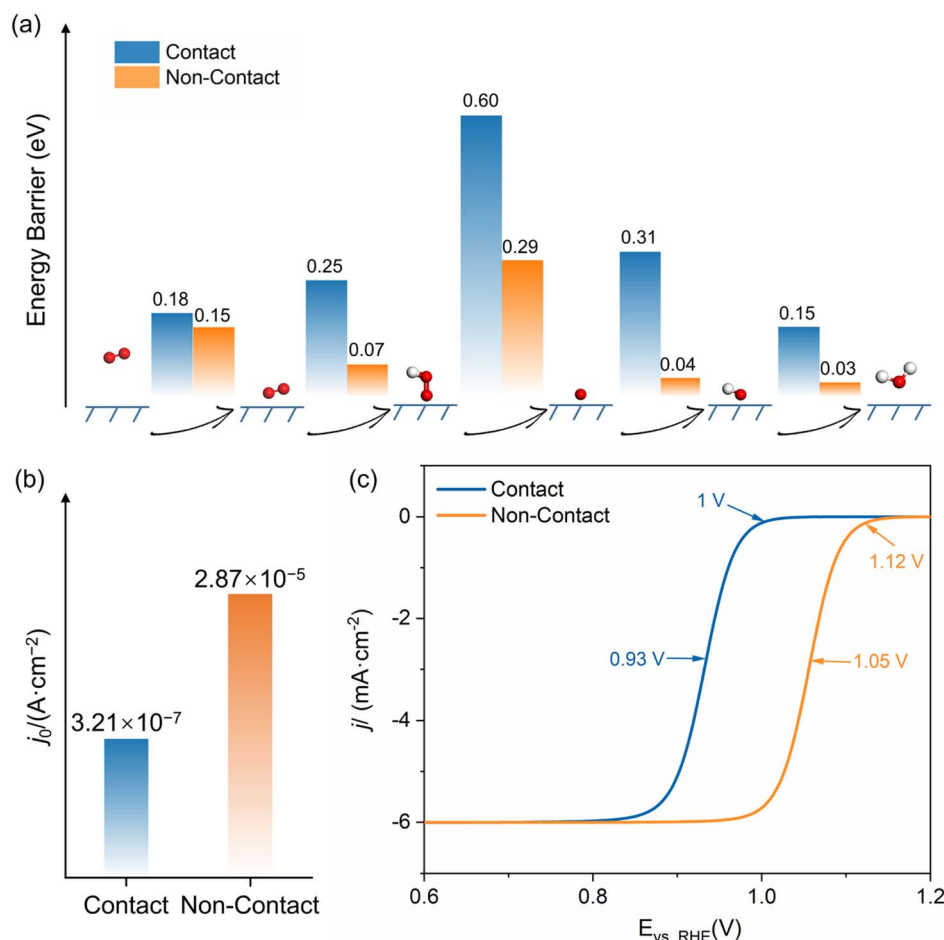 (a)
Energy Barrier (eV)
Contact
Non-Contact
0.18
0.15
0.25
0.07
0.60
0.29
0.31
0.04
0.15
0.03
(b)
j₀/(A·cm⁻²)
3.21×10⁻⁷
2.87×10⁻⁵
Contact Non-Contact
(c)
j/ (mA·cm⁻²)
Contact
Non-Contact
1 V
1.12 V
0.93 V
1.05 V
0
-2
-4
-6
0.6 0.8 1.0 1.2
E vs. RHE(V)